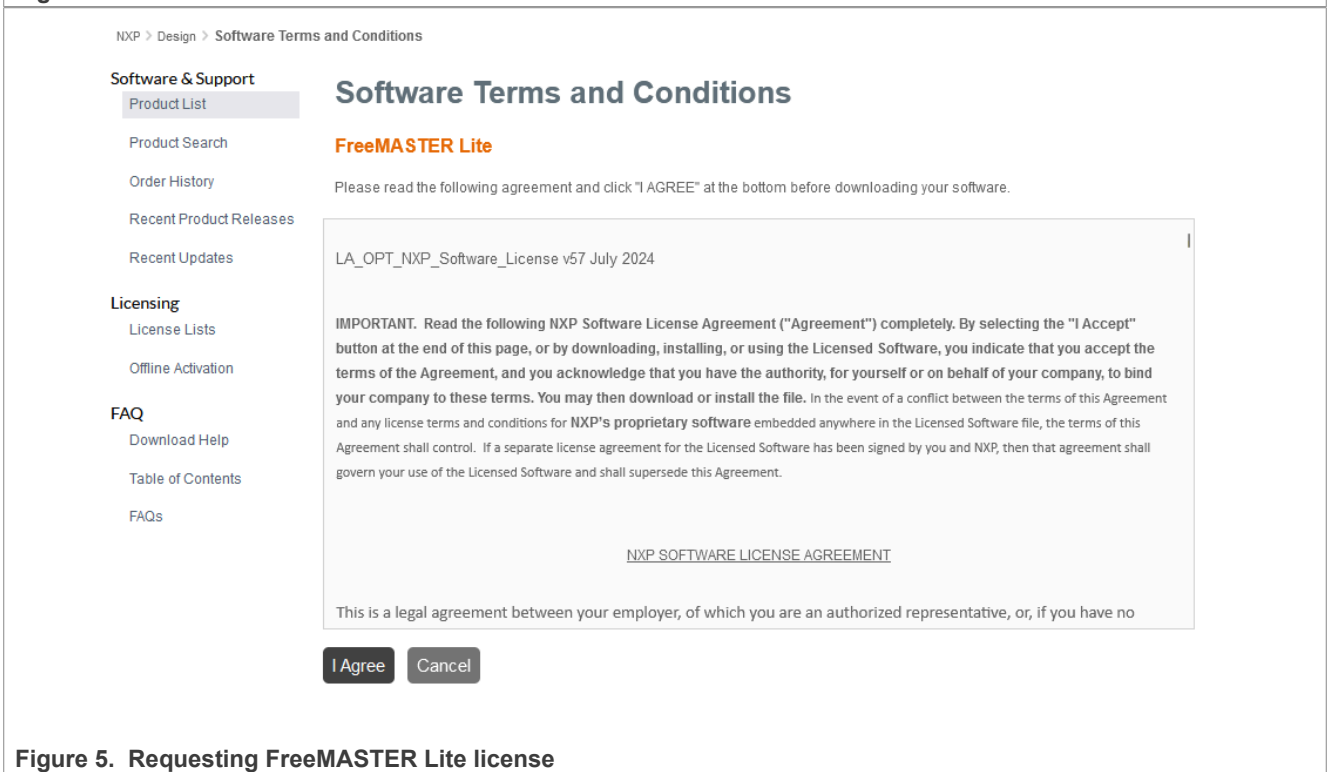 NXP > Design > Software Terms and Conditions
Software & Support
Product List
Product Search
Order History
Recent Product Releases
Recent Updates
Licensing
License Lists
Offline Activation
FAQ
Download Help
Table of Contents
FAQs
Software Terms and Conditions
FreeMASTER Lite
Please read the following agreement and click "I AGREE" at the bottom before downloading your software.
LA_OPT_NXP_Software_License v57 July 2024
IMPORTANT.  Read the following NXP Software License Agreement ("Agreement") completely. By selecting the "I Accept"
button at the end of this page, or by downloading, installing, or using the Licensed Software, you indicate that you accept the
terms of the Agreement, and you acknowledge that you have the authority, for yourself or on behalf of your company, to bind
your company to these terms. You may then download or install the file. In the event of a conflict between the terms of this Agreement
and any license terms and conditions for NXP's proprietary software embedded anywhere in the Licensed Software file, the terms of this
Agreement shall control.  If a separate license agreement for the Licensed Software has been signed by you and NXP, then that agreement shall
govern your use of the Licensed Software and shall supersede this Agreement.
NXP SOFTWARE LICENSE AGREEMENT
This is a legal agreement between your employer, of which you are an authorized representative, or, if you have no
I Agree
Cancel
Figure 5.  Requesting FreeMASTER Lite license